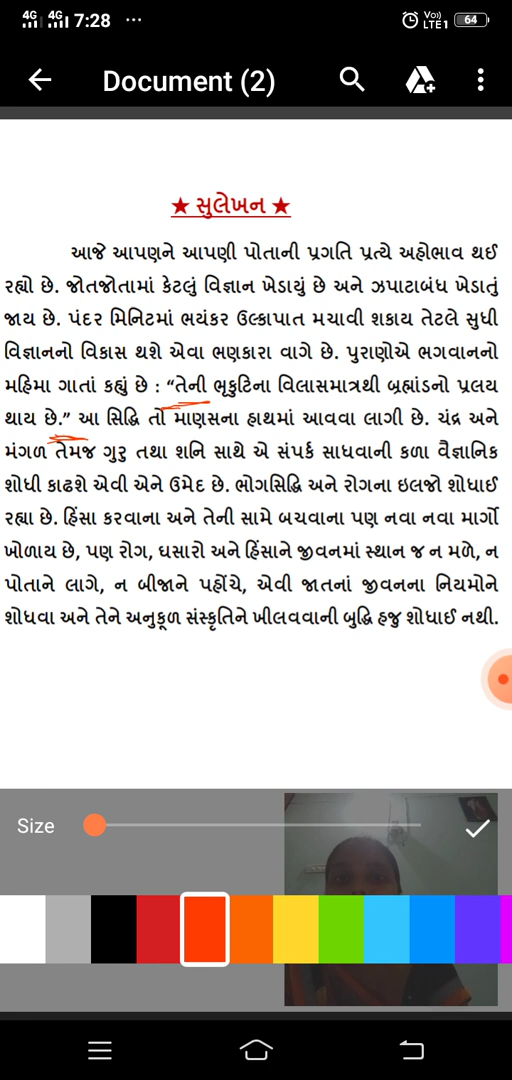 4G 4G 7:28 ... Vo) LTE1 64
Document (2)
★ સુલેખન ★
આજે આપણને આપણી પોતાની પ્રગતિ પ્રત્યે અહોભાવ થઈ
રહ્યો છે. જોતજોતામાં કેટલું વિજ્ઞાન ખેડાયું છે અને ઝપાટાબંધ ખેડાતું
જાય છે. પંદર મિનિટમાં ભયંકર ઉલ્કાપાત મચાવી શકાય તેટલે સુધી
વિજ્ઞાનનો વિકાસ થશે એવા ભણકારા વાગે છે. પુરાણોએ ભગવાનનો
મહિમા ગાતાં કહ્યું છે : “તેની ભૃકુટિના વિલાસમાત્રથી બ્રહ્માંડનો પ્રલય
થાય છે.” આ સિદ્ધિ તો માણસના હાથમાં આવવા લાગી છે. ચંદ્ર અને
મંગળ તેમજ ગુરુ તથા શનિ સાથે એ સંપર્ક સાધવાની કળા વૈજ્ઞાનિક
શોધી કાઢશે એવી એને ઉમેદ છે. ભોગસિદ્ધિ અને રોગના ઇલજો શોધાઈ
રહ્યા છે. હિંસા કરવાના અને તેની સામે બચવાના પણ નવા નવા માર્ગો
ખોળાય છે, પણ રોગ, ઘસારો અને હિંસાને જીવનમાં સ્થાન જ ન મળે, ન
પોતાને લાગે, ન બીજાને પહોંચે, એવી જાતનાં જીવનના નિયમોને
શોધવા અને તેને અનુકૂળ સંસ્કૃતિને ખીલવવાની બુદ્ધિ હજુ શોધાઈ નથી.
Size